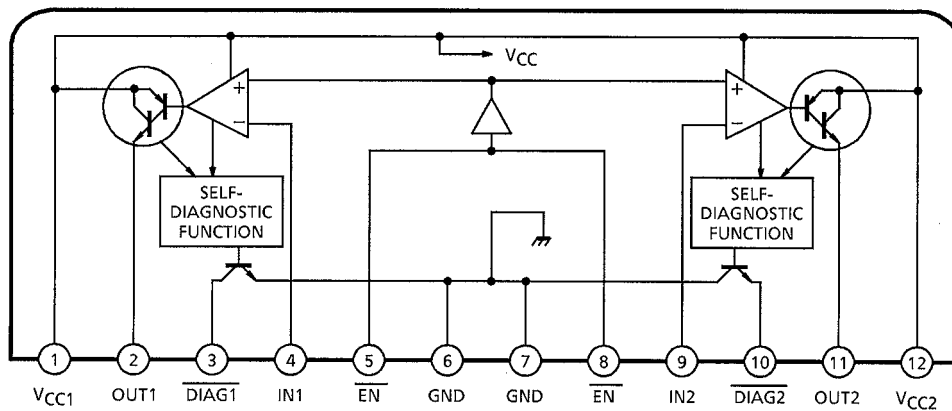 VCC
+
+
−
−
SELF-
DIAGNOSTIC
FUNCTION
SELF-
DIAGNOSTIC
FUNCTION
1
2
3
4
5
6
7
8
9
10
11
12
VCC1
OUT1
DIAG1
IN1
EN
GND
GND
EN
IN2
DIAG2
OUT2
VCC2